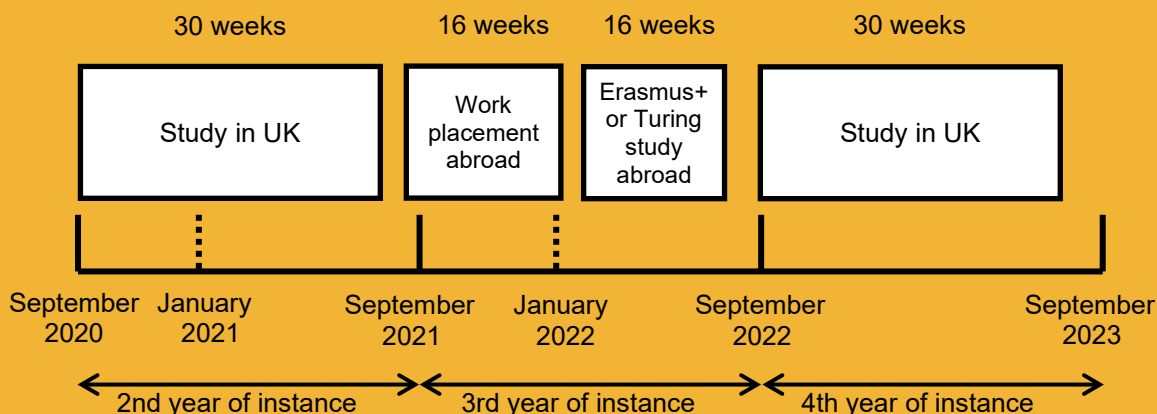 30 weeks
16 weeks
16 weeks
30 weeks
Study in UK
Work
placement
abroad
Erasmus+
or Turing
study
abroad
Study in UK
September
2020
January
2021
September
2021
January
2022
September
2022
September
2023
2nd year of instance
3rd year of instance
4th year of instance